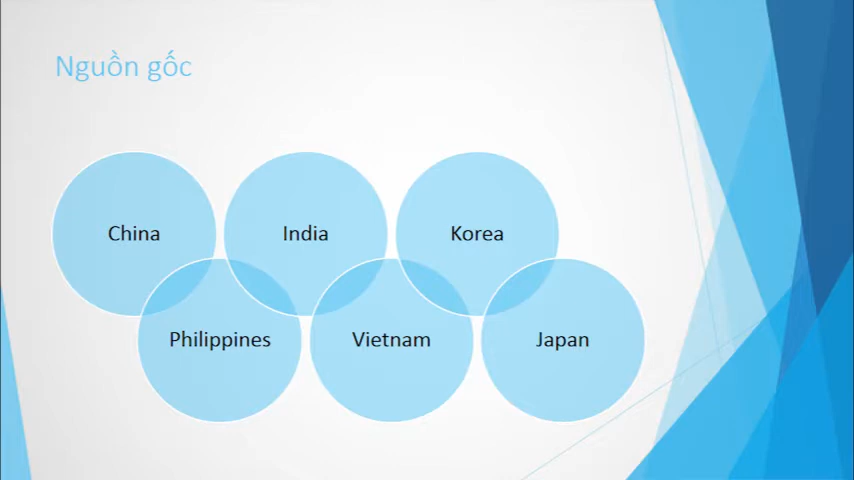 Nguồn gốc
China
India
Korea
Philippines
Vietnam
Japan